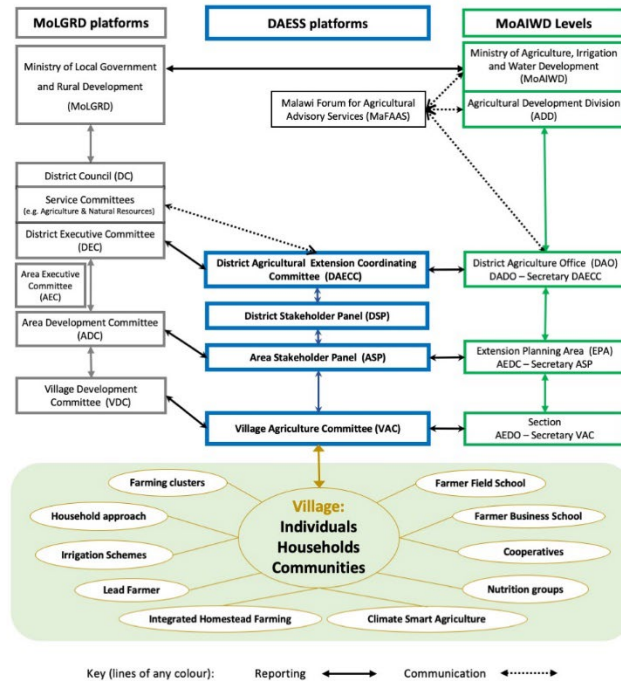 MoLGRD platforms
DAESS platforms
MoAIWD Levels
Ministry of Local Government
and Rural Development
(MoLGRD)
Ministry of Agriculture, Irrigation
and Water Development
(MoAIWD)
Malawi Forum for Agricultural
Advisory Services (MaFAAS)
Agricultural Development Division
(ADD)
District Council (DC)
Service Committees
(e.g. Agriculture & Natural Resources)
District Executive Committee
(DEC)
District Agricultural Extension Coordinating
Committee (DAECC)
District Agriculture Office (DAO)
DADO – Secretary DAECC
Area Executive
Committee
(AEC)
District Stakeholder Panel (DSP)
Area Development Committee
(ADC)
Area Stakeholder Panel (ASP)
Extension Planning Area (EPA)
AEDC – Secretary ASP
Village Development
Committee (VDC)
Village Agriculture Committee (VAC)
Section
AEDO – Secretary VAC
Village:
Individuals
Households
Communities
Farming clusters
Household approach
Irrigation Schemes
Lead Farmer
Integrated Homestead Farming
Farmer Field School
Farmer Business School
Cooperatives
Nutrition groups
Climate Smart Agriculture
Key (lines of any colour): Reporting Communication